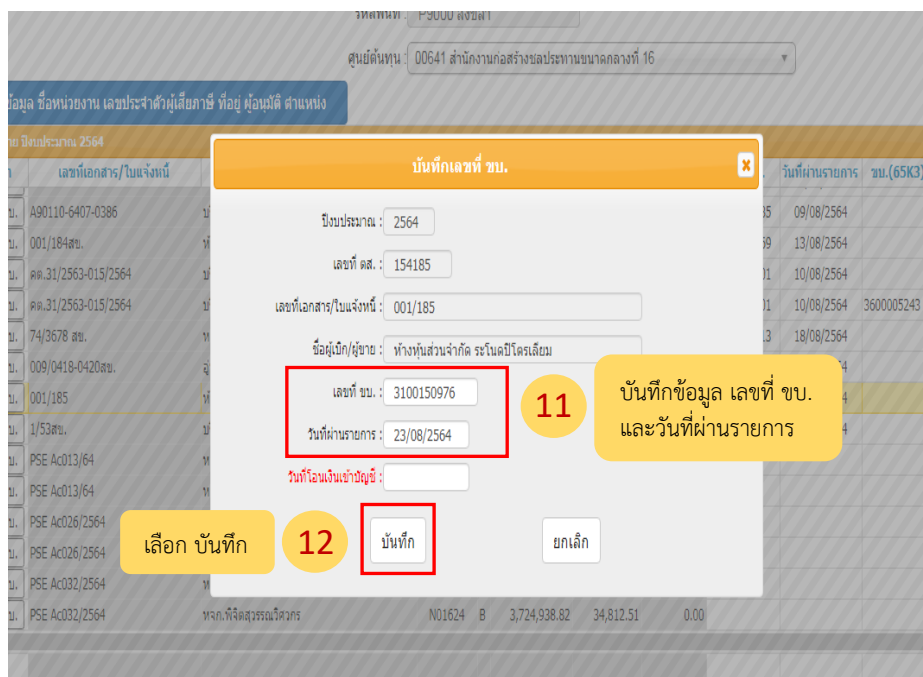 รหัสพื้นที่ : P9000 สงขลา
ศูนย์ต้นทุน : 00641 สำนักงานก่อสร้างชลประทานขนาดกลางที่ 16
ข้อมูล ชื่อหน่วยงาน เลขประจำตัวผู้เสียภาษี ที่อยู่ ผู้อนุมัติ ตำแหน่ง
ปีงบประมาณ 2564
เลขที่เอกสาร/ใบแจ้งหนี้ วันที่ผ่านรายการ ขบ.(65K3)
บันทึกเลขที่ ขบ.
A90110-6407-0386 09/08/2564
ปีงบประมาณ : 2564
001/184สข. 13/08/2564
เลขที่ ตส. : 154185
คต.31/2563-015/2564 10/08/2564
คต.31/2563-015/2564 10/08/2564 3600005243
เลขที่เอกสาร/ใบแจ้งหนี้ : 001/185
74/3678 สข. 18/08/2564
ชื่อผู้เบิก/ผู้ขาย : ห้างหุ้นส่วนจำกัด ระโนดปิโตรเลียม
009/0418-0420สข.
001/185
เลขที่ ขบ. : 3100150976
11
บันทึกข้อมูล เลขที่ ขบ.
และวันที่ผ่านรายการ
1/53สข.
วันที่ผ่านรายการ : 23/08/2564
PSE Ac013/64
วันที่โอนเงินเข้าบัญชี :
PSE Ac013/64
PSE Ac026/2564
เลือก บันทึก
12
บันทึก
ยกเลิก
PSE Ac026/2564
PSE Ac032/2564
PSE Ac032/2564 หจก.พิจิตสุวรรณวิศวกร N01624 B 3,724,938.82 34,812.51 0.00